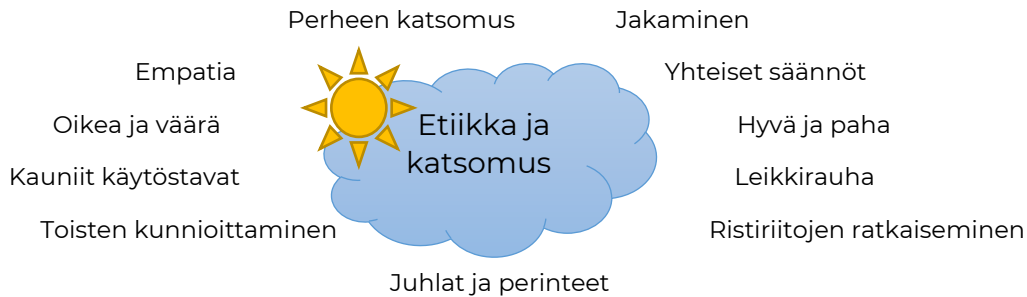 Perheen katsomus
Jakaminen
Empatia
Yhteiset säännöt
Oikea ja väärä
Etiikka ja
katsomus
Hyvä ja paha
Kauniit käytöstavat
Leikkirauha
Toisten kunnioittaminen
Ristiriitojen ratkaiseminen
Juhlat ja perinteet